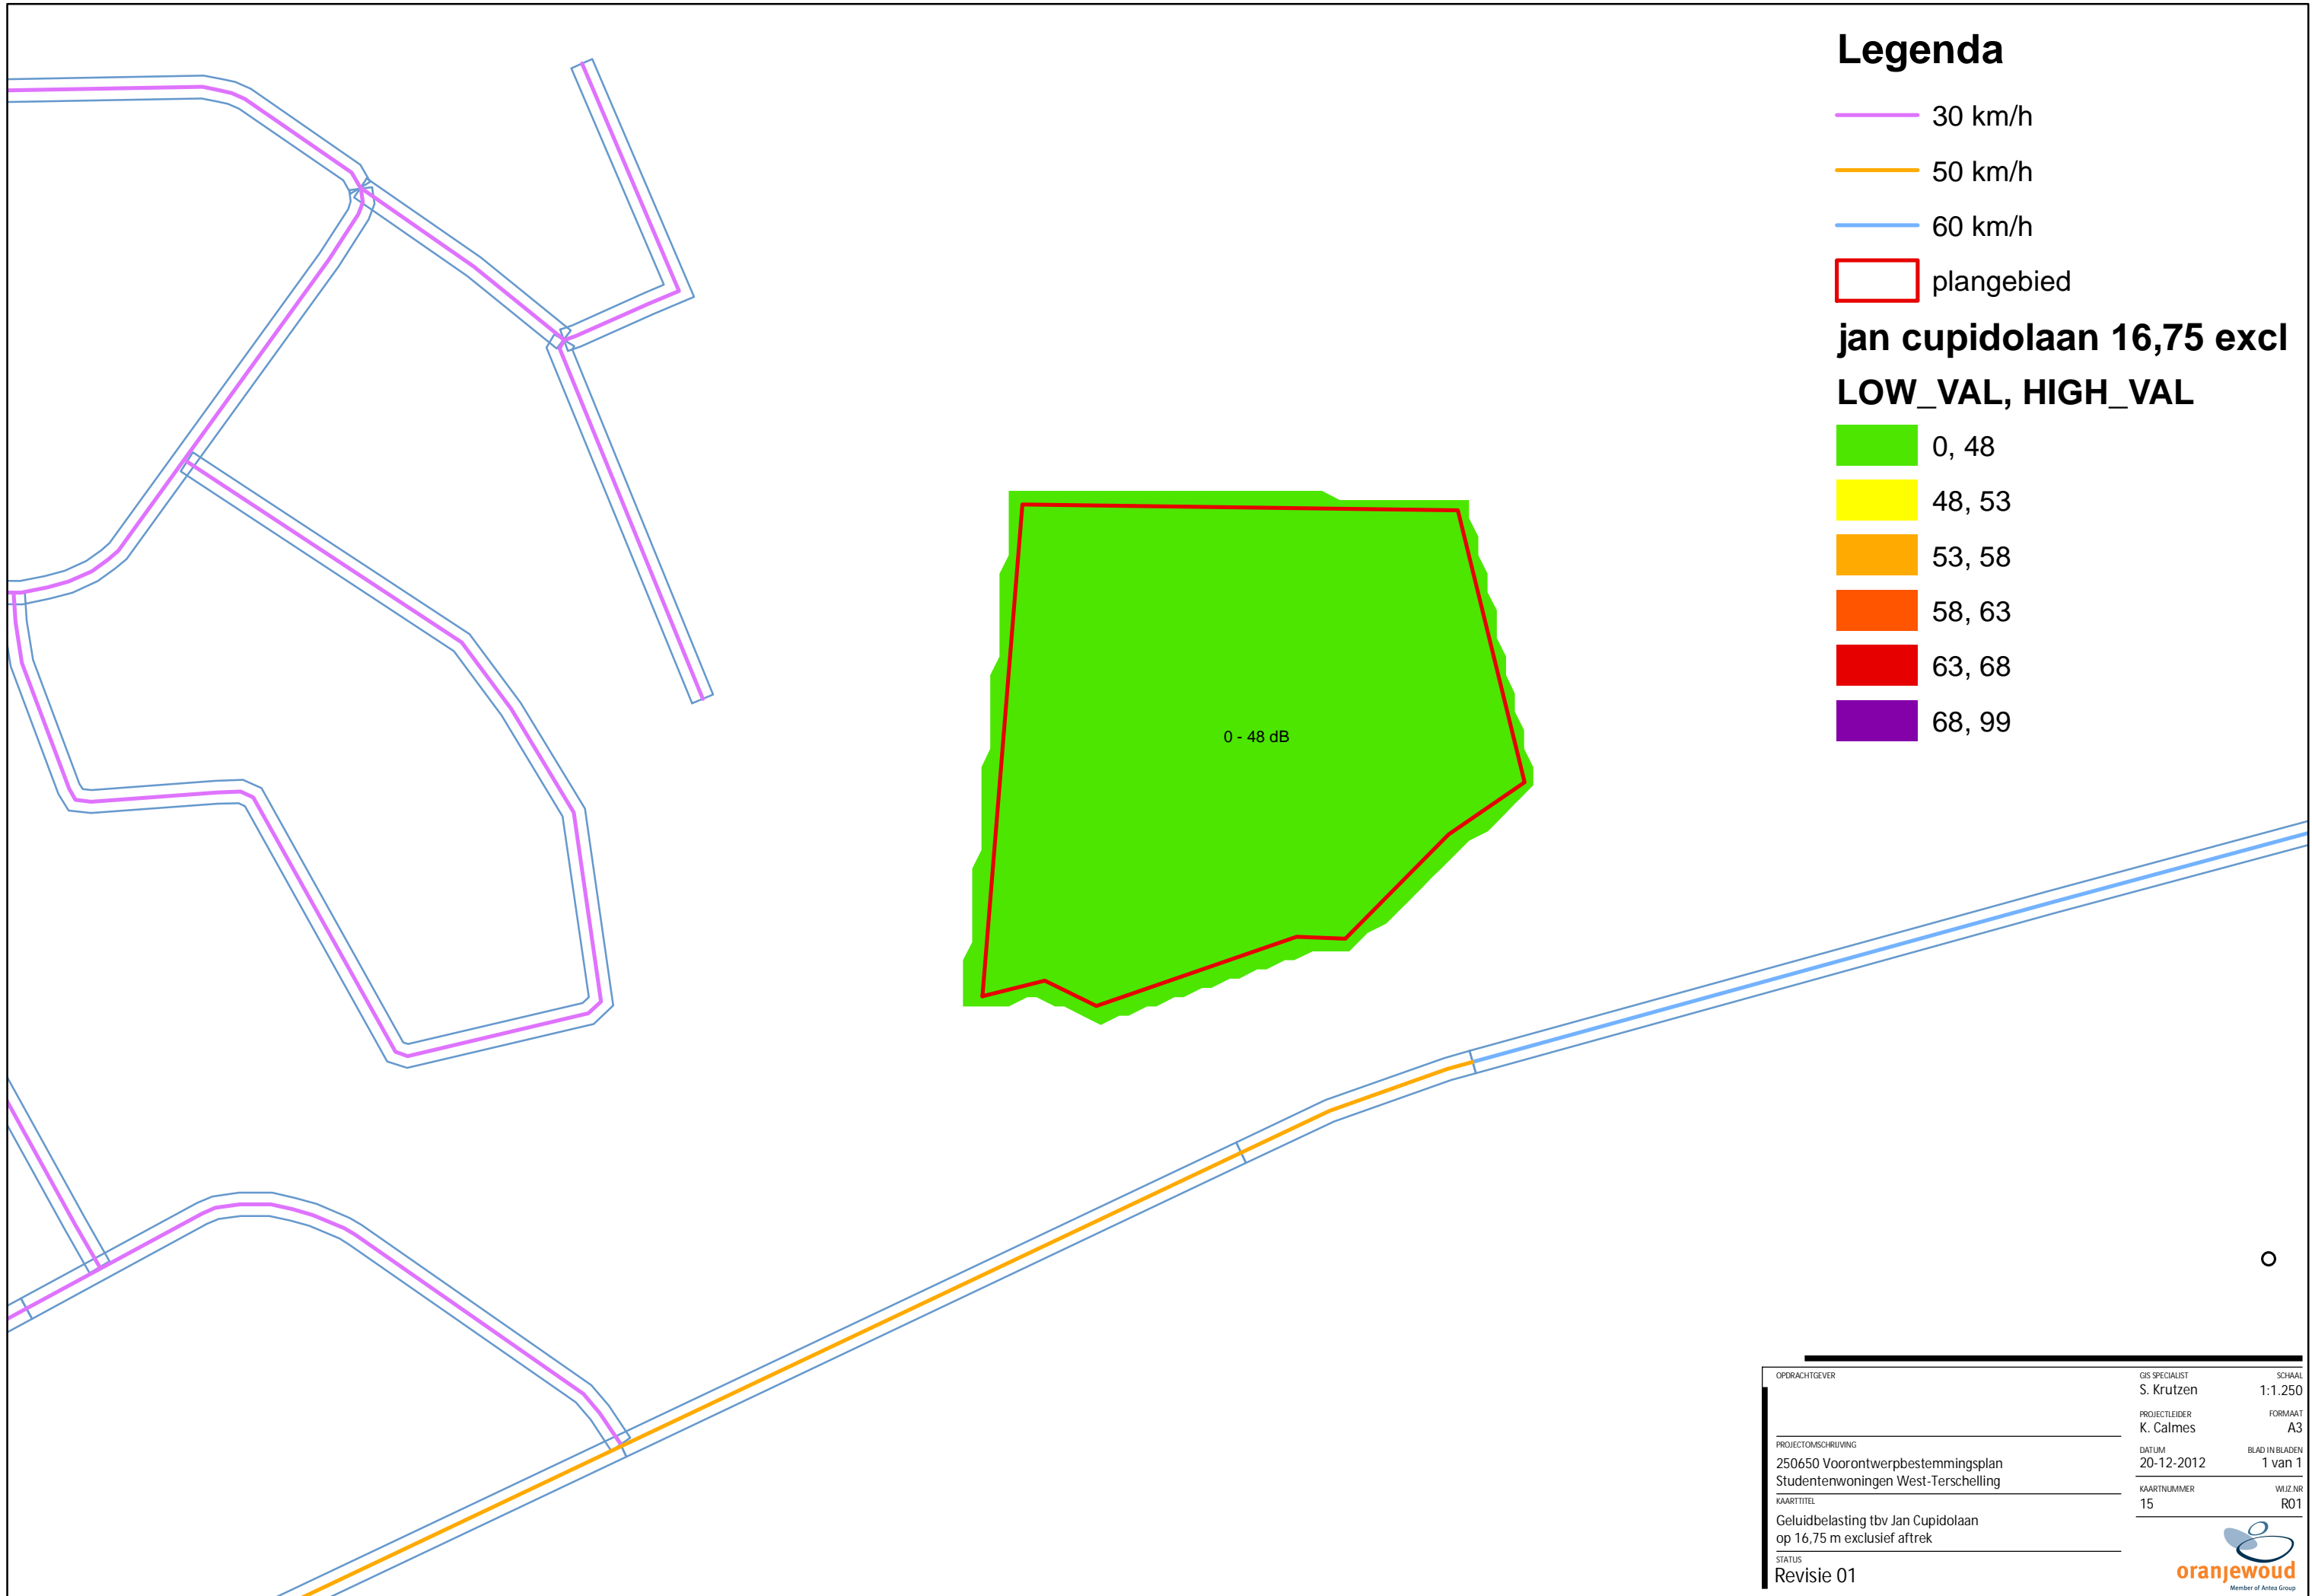 Legenda
30 km/h
50 km/h
60 km/h
plangebied
jan cupidolaan 16,75 excl
LOW_VAL, HIGH_VAL
0, 48
48, 53
53, 58
58, 63
63, 68
68, 99
0 - 48 dB
OPDRACHTGEVER
PROJECTOMSCHRIJVING
250650 Voorontwerpbestemmingsplan
Studentenwoningen West-Terschelling
KAARTTITEL
Geluidbelasting tbv Jan Cupidolaan
op 16,75 m exclusief aftrek
STATUS
Revisie 01
GIS SPECIALIST SCHAAL
S. Krutzen 1:1.250
PROJECTLEIDER FORMAAT
K. Calmes A3
DATUM BLAD IN BLADEN
20-12-2012 1 van 1
KAARTNUMMER WIJZ.NR
15 R01
oranjewoud
Member of Antea Group